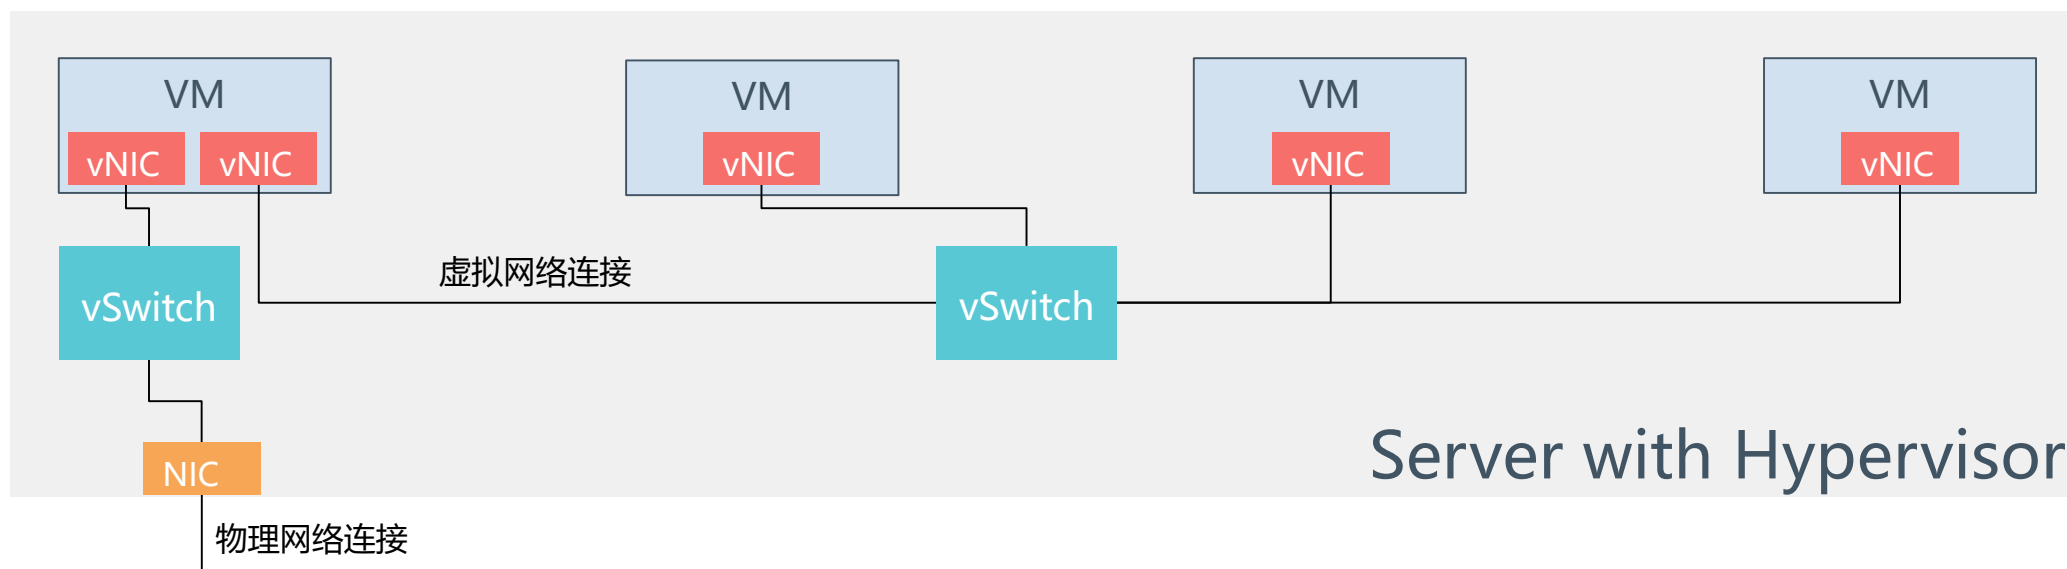 VM
VM
VM
VM
vNIC
vNIC
vNIC
vNIC
vNIC
虚拟网络连接
vSwitch
vSwitch
Server with Hypervisor
NIC
物理网络连接